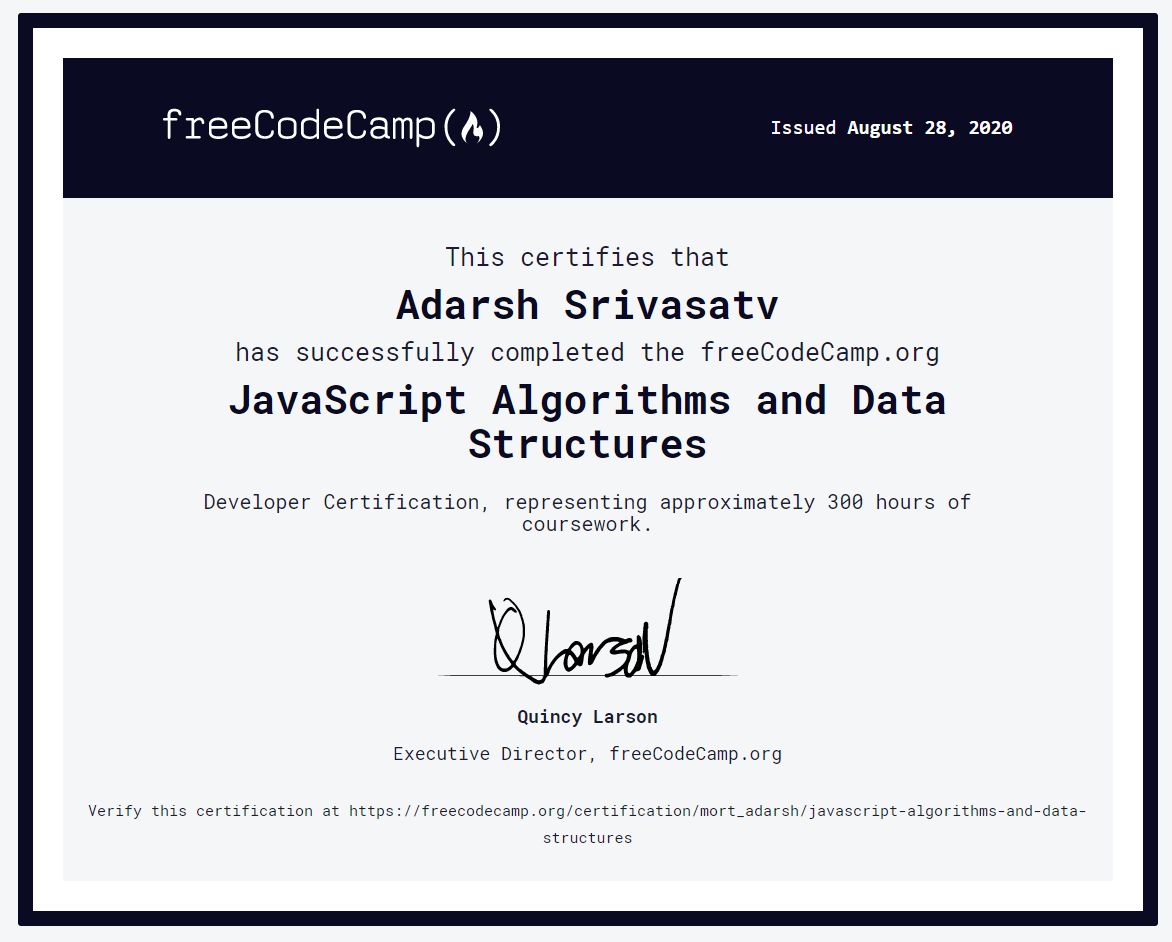 freeCodeCamp(🔥)
Issued August 28, 2020
This certifies that
Adarsh Srivasatv
has successfully completed the freeCodeCamp.org
JavaScript Algorithms and Data
Structures
Developer Certification, representing approximately 300 hours of
coursework.
Q Larson
Quincy Larson
Executive Director, freeCodeCamp.org
Verify this certification at https://freecodecamp.org/certification/mort_adarsh/javascript-algorithms-and-data-
structures